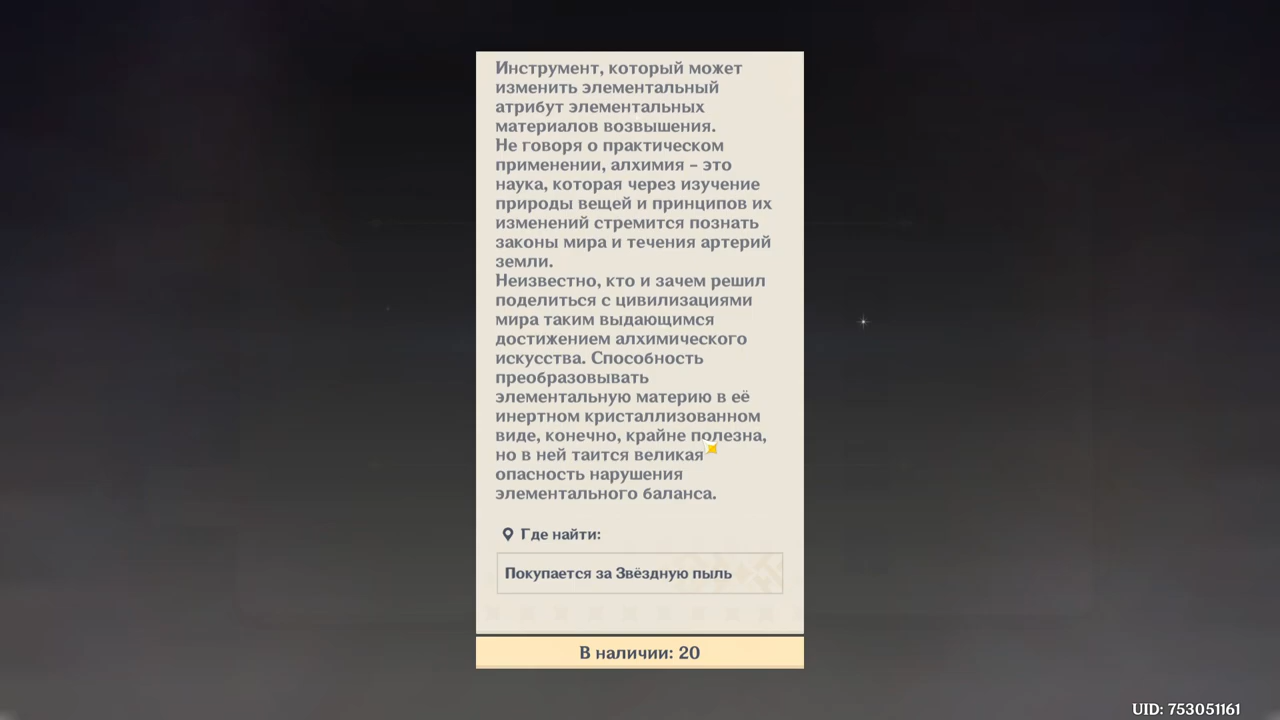 Инструмент, который может
изменить элементальный
атрибут элементальных
материалов возвышения.
Не говоря о практическом
применении, алхимия – это
наука, которая через изучение
природы вещей и принципов их
изменений стремится познать
законы мира и течения артерий
земли.
Неизвестно, кто и зачем решил
поделиться с цивилизациями
мира таким выдающимся
достижением алхимического
искусства. Способность
преобразовывать
элементальную материю в её
инертном кристаллизованном
виде, конечно, крайне полезна,
но в ней таится великая
опасность нарушения
элементального баланса.
Где найти:
Покупается за Звёздную пыль
В наличии: 20
UID: 753051161